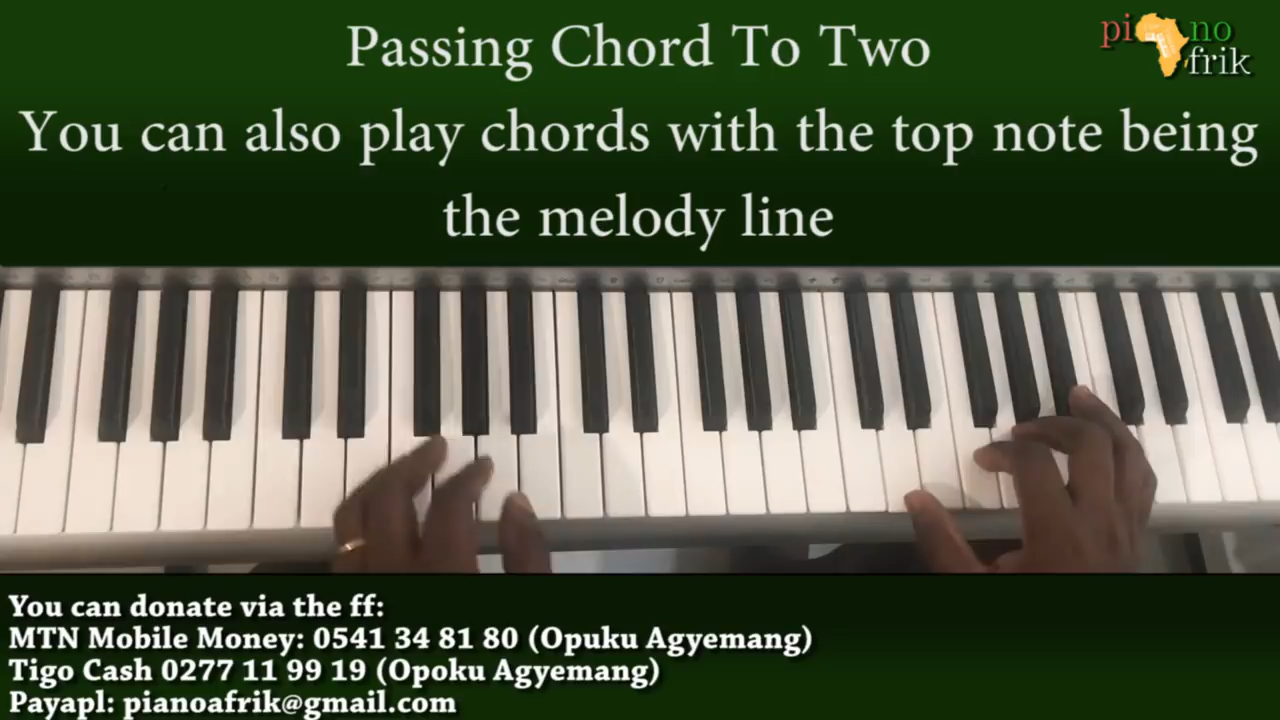 Passing Chord To Two
piano
frik
You can also play chords with the top note being
the melody line
You can donate via the ff:
MTN Mobile Money: 0541 34 81 80 (Opuku Agyemang)
Tigo Cash 0277 11 99 19 (Opoku Agyemang)
Payapl: pianoafrik@gmail.com